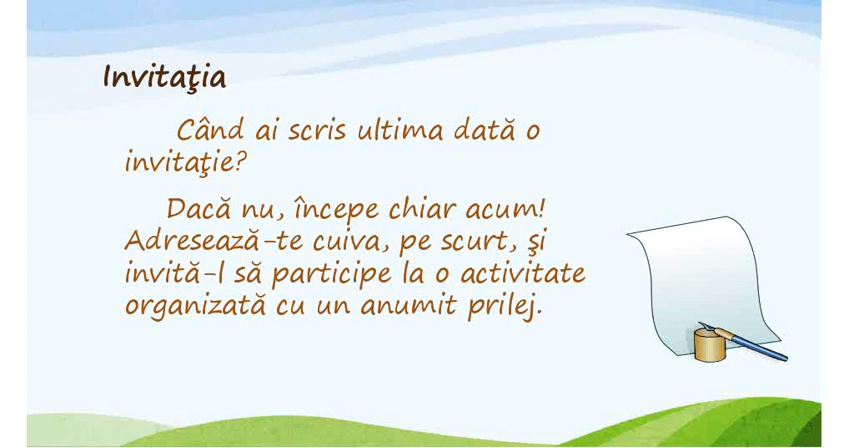 Invitaţia
Când ai scris ultima dată o
invitaţie?
Dacă nu, începe chiar acum!
Adresează-te cuiva, pe scurt, şi
invită-l să participe la o activitate
organizată cu un anumit prilej.